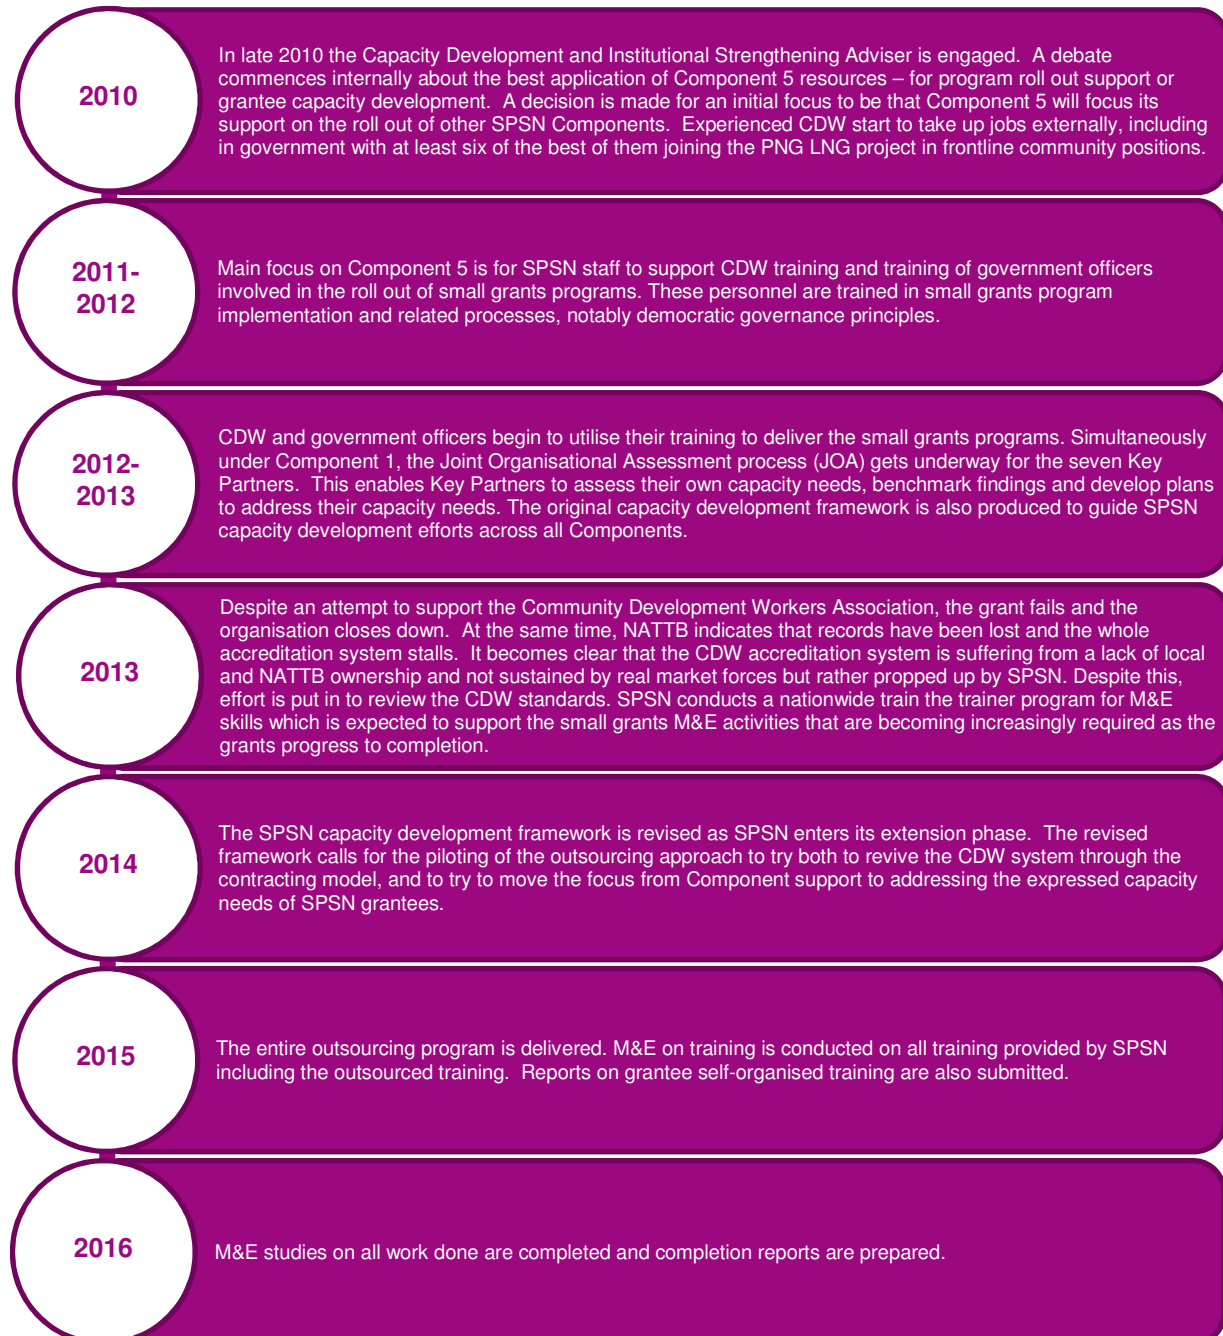 2010
In late 2010 the Capacity Development and Institutional Strengthening Adviser is engaged.  A debate
commences internally about the best application of Component 5 resources – for program roll out support or
grantee capacity development.  A decision is made for an initial focus to be that Component 5 will focus its
support on the roll out of other SPSN Components.  Experienced CDW start to take up jobs externally, including
in government with at least six of the best of them joining the PNG LNG project in frontline community positions.
2011-
2012
Main focus on Component 5 is for SPSN staff to support CDW training and training of government officers
involved in the roll out of small grants programs. These personnel are trained in small grants program
implementation and related processes, notably democratic governance principles.
2012-
2013
CDW and government officers begin to utilise their training to deliver the small grants programs. Simultaneously
under Component 1, the Joint Organisational Assessment process (JOA) gets underway for the seven Key
Partners.  This enables Key Partners to assess their own capacity needs, benchmark findings and develop plans
to address their capacity needs. The original capacity development framework is also produced to guide SPSN
capacity development efforts across all Components.
2013
Despite an attempt to support the Community Development Workers Association, the grant fails and the
organisation closes down.  At the same time, NATTB indicates that records have been lost and the whole
accreditation system stalls.  It becomes clear that the CDW accreditation system is suffering from a lack of local
and NATTB ownership and not sustained by real market forces but rather propped up by SPSN. Despite this,
effort is put in to review the CDW standards. SPSN conducts a nationwide train the trainer program for M&E
skills which is expected to support the small grants M&E activities that are becoming increasingly required as the
grants progress to completion.
2014
The SPSN capacity development framework is revised as SPSN enters its extension phase.  The revised
framework calls for the piloting of the outsourcing approach to try both to revive the CDW system through the
contracting model, and to try to move the focus from Component support to addressing the expressed capacity
needs of SPSN grantees.
2015
The entire outsourcing program is delivered. M&E on training is conducted on all training provided by SPSN
including the outsourced training.  Reports on grantee self-organised training are also submitted.
2016
M&E studies on all work done are completed and completion reports are prepared.